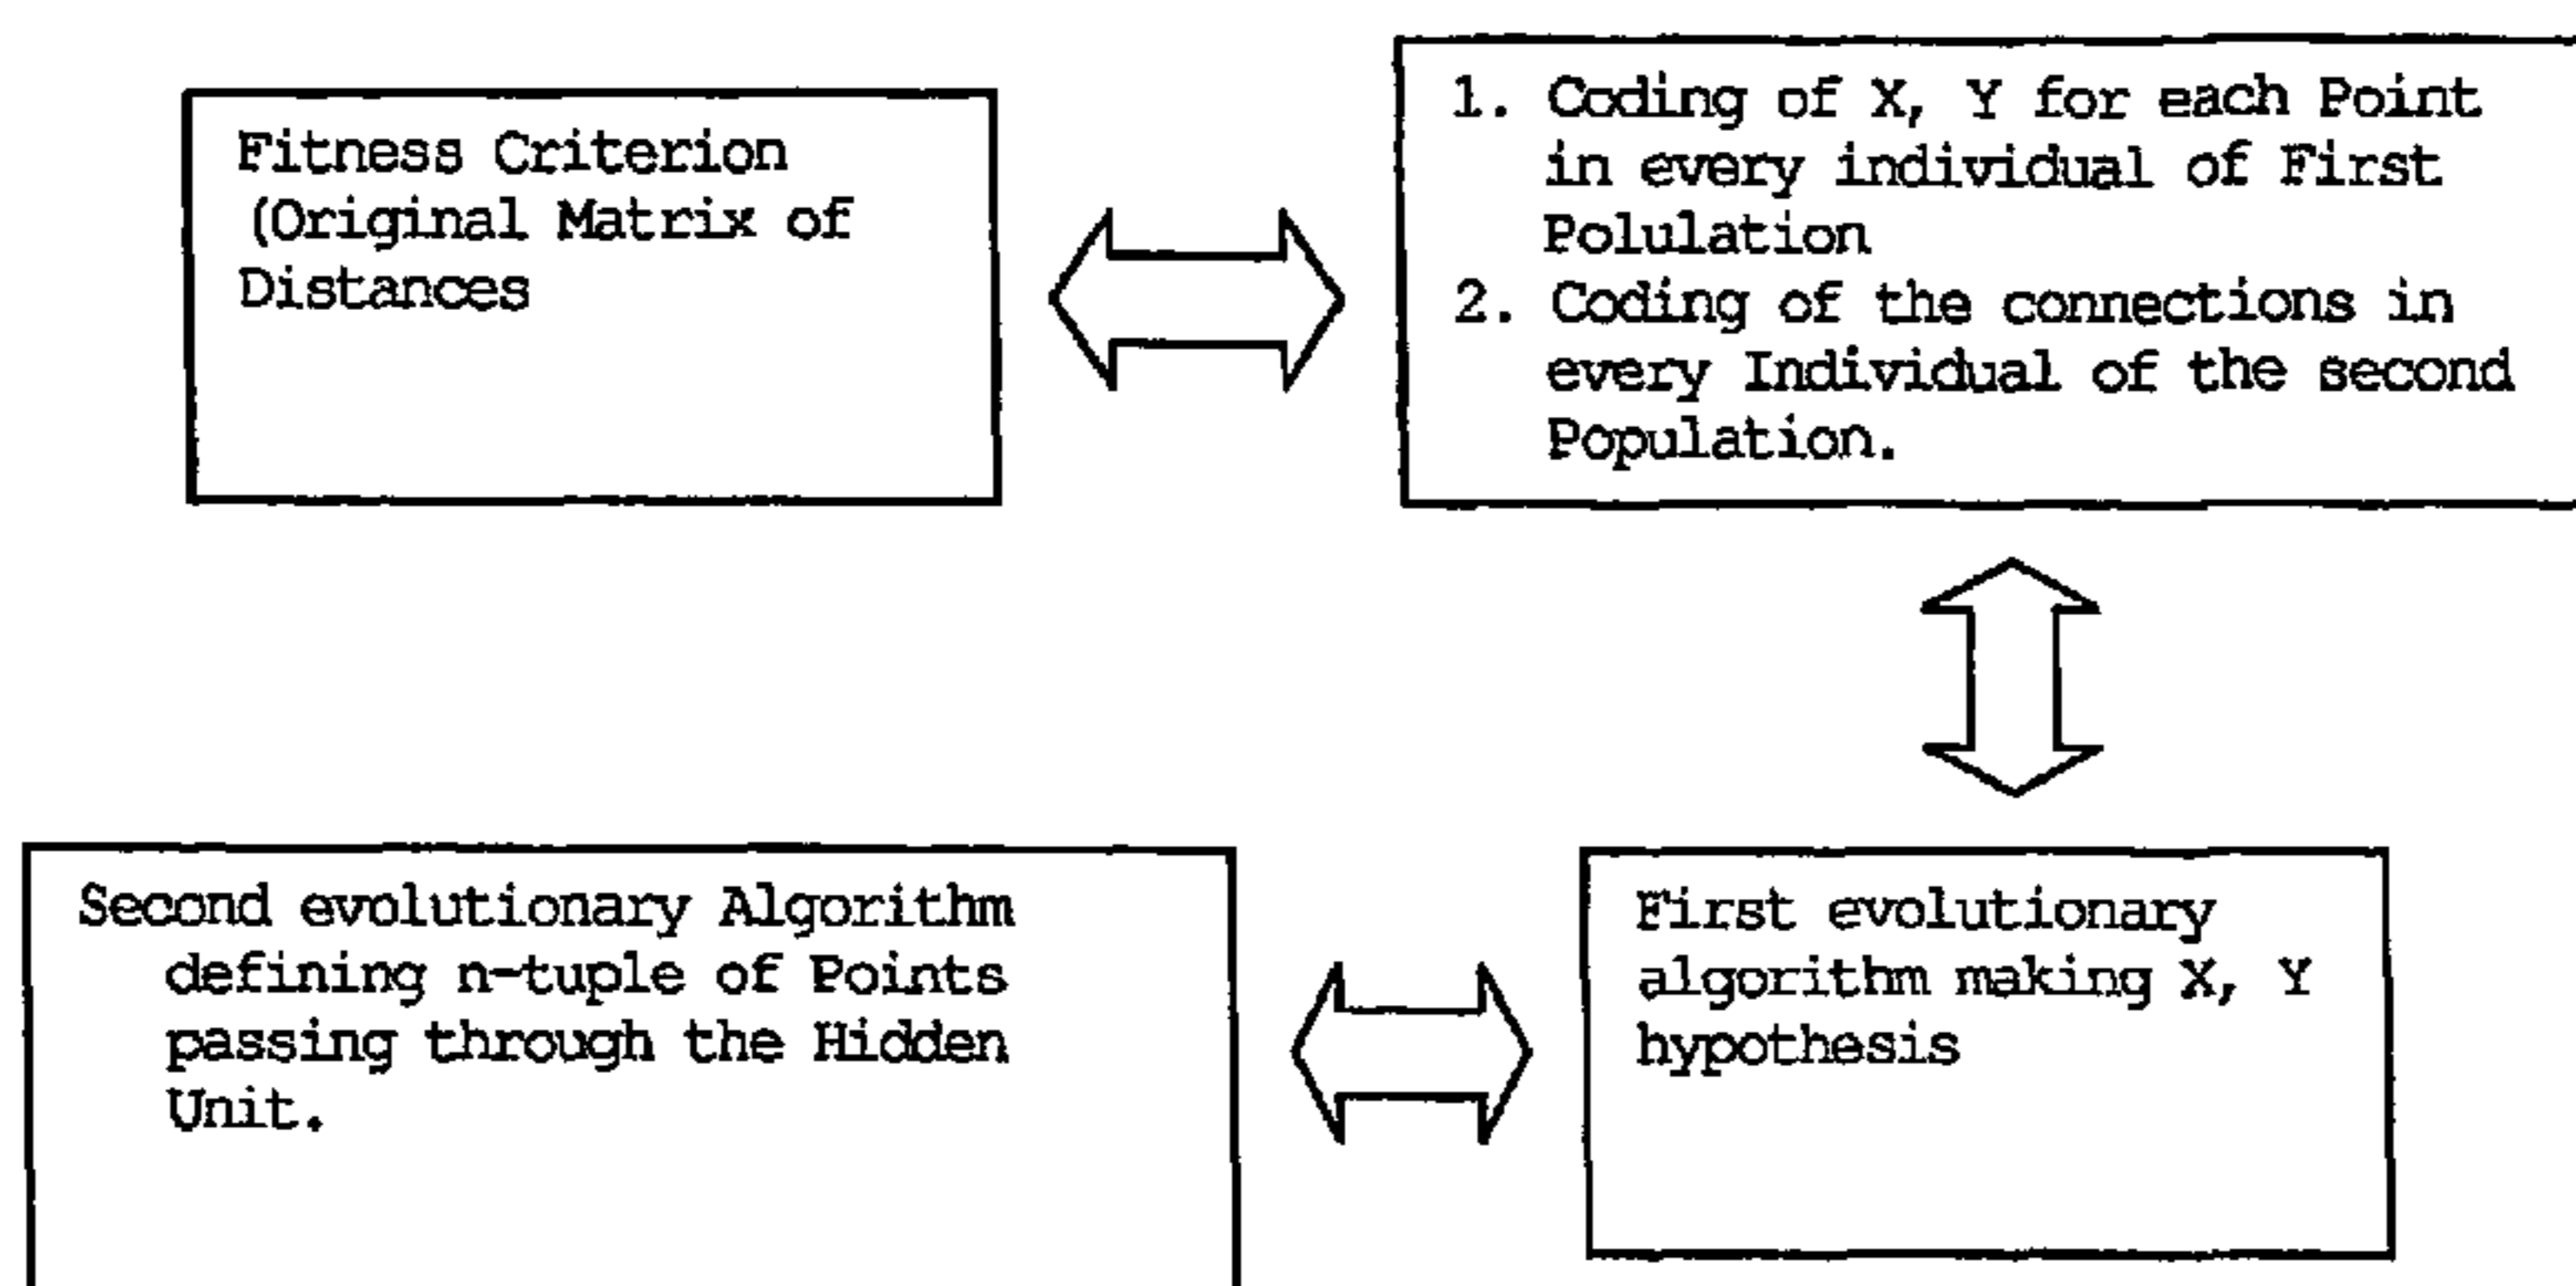 Fitness Criterion
(Original Matrix of
Distances
1. Coding of X, Y for each Point
in every individual of First
Polulation
2. Coding of the connections in
every Individual of the second
Population.
Second evolutionary Algorithm
defining n-tuple of Points
passing through the Hidden
Unit.
First evolutionary
algorithm making X, Y
hypothesis